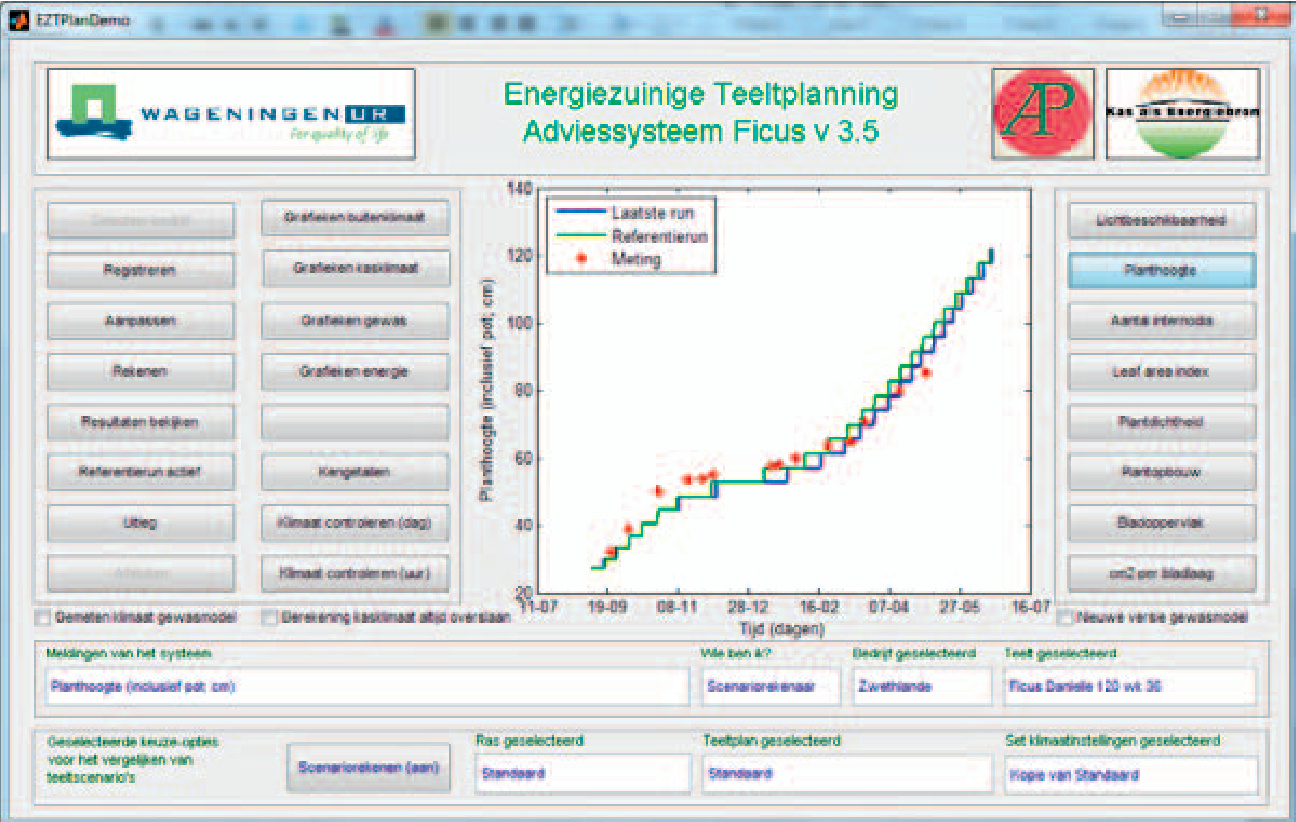 EZTPlanDemo
WAGENINGEN UR
For quality of life
Energiezuinige Teeltplanning
Adviessysteem Ficus v 3.5
AP
Kas als Energiebron
Registreren
Aanpassen
Rekenen
Resultaten bekijken
Referentierun actief
Uitleg
Afsluiten
Grafieken buitenklimaat
Grafieken kasklimaat
Grafieken gewas
Grafieken energie
Kengetallen
Klimaat controleren (dag)
Klimaat controleren (uur)
Planthoogte (inclusief pot; cm)
140
120
100
80
60
40
20
Laatste run
Referentierun
Meting
11-07 19-09 08-11 28-12 16-02 07-04 27-05 16-07
Tijd (dagen)
Lichtbeschikbaarheid
Planthoogte
Aantal internodia
Leaf area index
Plantdichtheid
Plantopbouw
Bladoppervlak
cm2 per bladlaag
Gemeten klimaat gewasmodel
Berekening kasklimaat altijd overslaan
Nieuwe versie gewasmodel
Meldingen van het systeem
Planthoogte (inclusief pot; cm)
Wie ben ik?
Scenariorekenaar
Bedrijf geselecteerd
Zwethlande
Teelt geselecteerd
Ficus Danielle 120 wk 36
Geselecteerde keuze-opties
voor het vergelijken van
teeltscenario's
Scenariorekenen (aan)
Ras geselecteerd
Standaard
Teeltplan geselecteerd
Standaard
Set klimaatinstellingen geselecteerd
Kopie van Standaard